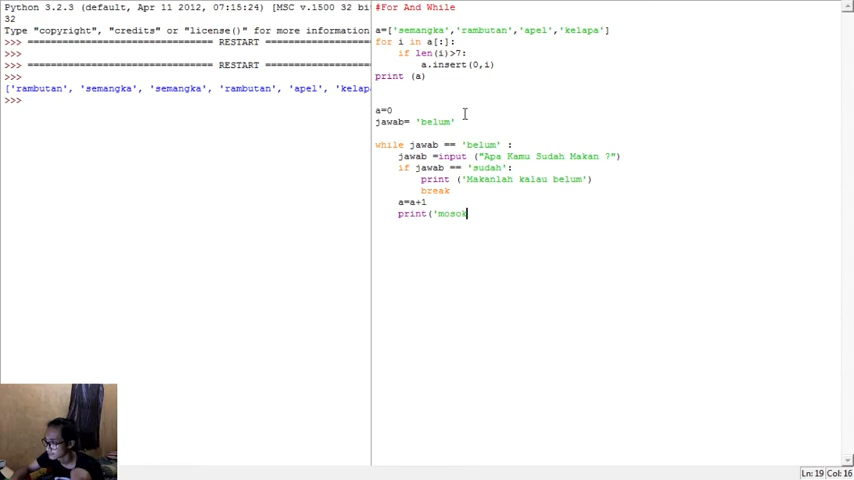 Python 3.2.3 (default, Apr 11 2012, 07:15:24) [MSC v.1500 32 bi
32
Type "copyright", "credits" or "license()" for more information
>>> ================================ RESTART ================
>>>
>>> ================================ RESTART ================
>>>
['rambutan', 'semangka', 'semangka', 'rambutan', 'apel', 'kelap
>>>
#For And While
a=['semangka','rambutan','apel','kelapa']
for i in a[:]:
    if len(i)>7:
        a.insert(0,i)
print (a)
a=0
jawab= 'belum'
while jawab == 'belum' :
    jawab =input ("Apa Kamu Sudah Makan ?")
    if jawab == 'sudah':
        print ('Makanlah kalau belum')
        break
    a=a+1
    print('mosok
Ln: 19 Col: 16